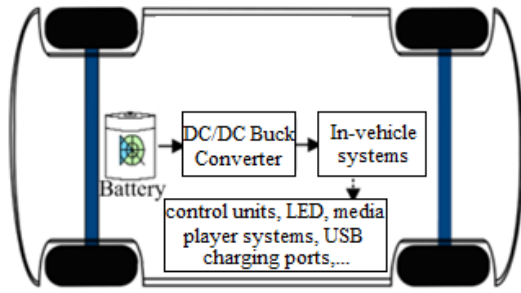 DC/DC Buck
Converter
In-vehicle
systems
Battery
control units, LED, media
player systems, USB
charging ports,...